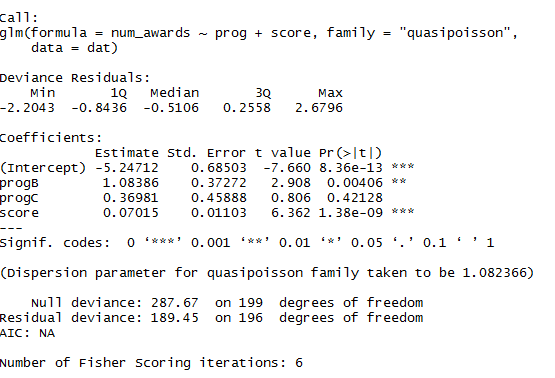 Call:
glm(formula = num_awards ~ prog + score, family = "quasipoisson",
    data = dat)
Deviance Residuals:
    Min      1Q  Median      3Q     Max
-2.2043 -0.8436 -0.5106  0.2558  2.6796
Coefficients:
            Estimate Std. Error t value Pr(>|t|)
(Intercept) -5.24712    0.68503  -7.660 8.36e-13 ***
progB        1.08386    0.37272   2.908  0.00406 **
progC        0.36981    0.45888   0.806  0.42128
score        0.07015    0.01103   6.362 1.38e-09 ***
---
Signif. codes:  0 ‘***’ 0.001 ‘**’ 0.01 ‘*’ 0.05 ‘.’ 0.1 ‘ ’ 1
(Dispersion parameter for quasipoisson family taken to be 1.082366)
    Null deviance: 287.67  on 199  degrees of freedom
Residual deviance: 189.45  on 196  degrees of freedom
AIC: NA
Number of Fisher Scoring iterations: 6